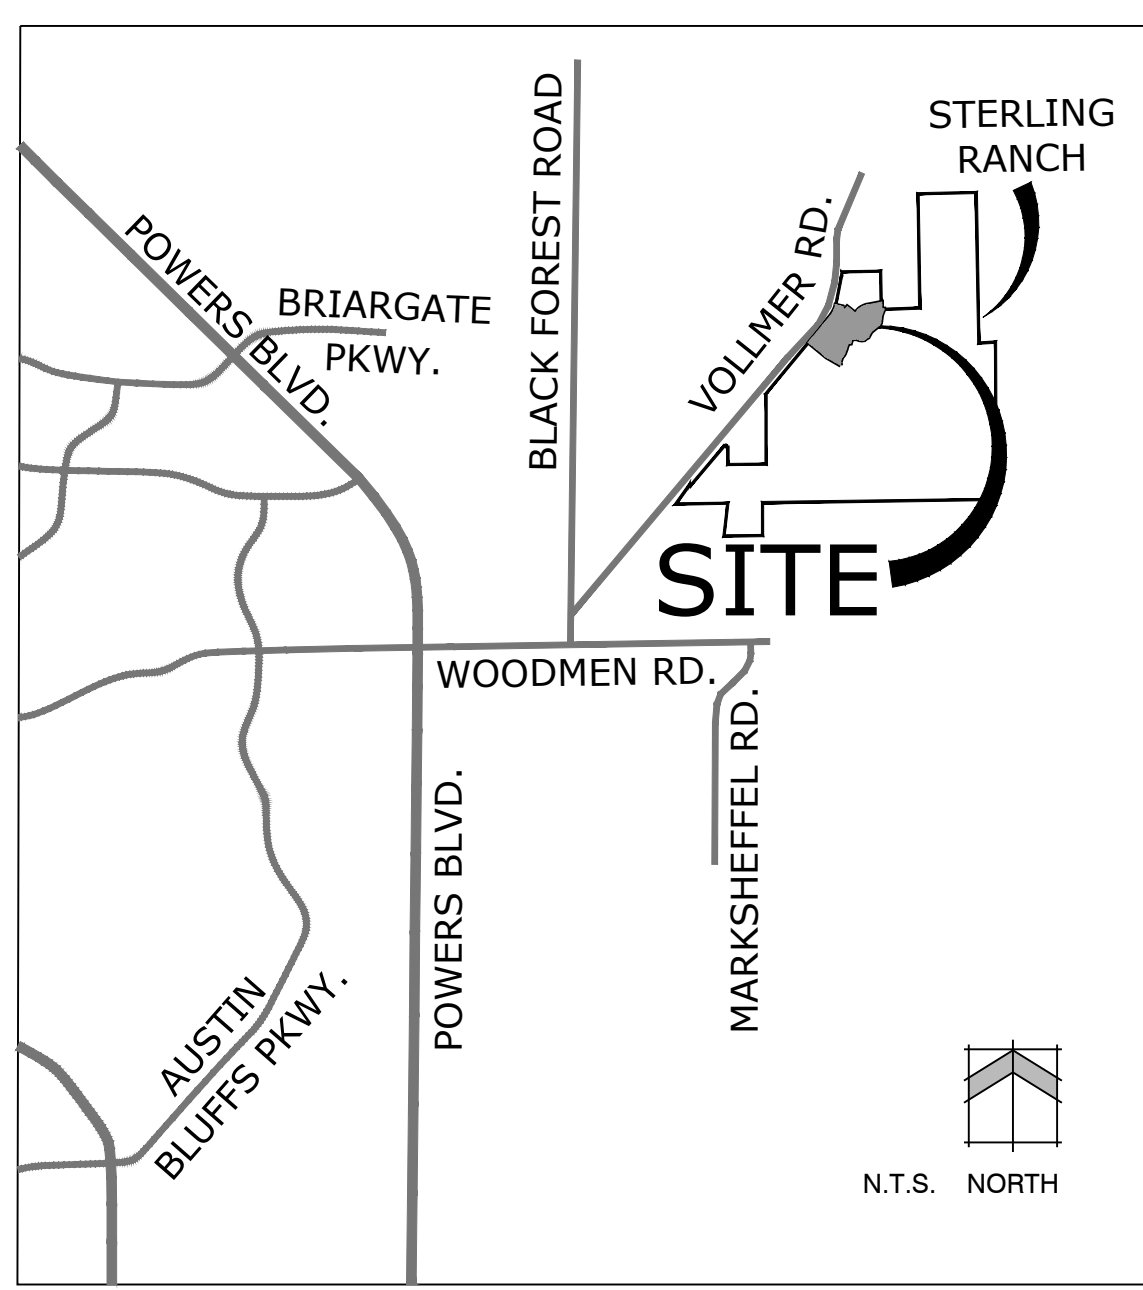 STERLING
RANCH
BLACK FOREST ROAD
VOLLMER RD.
POWERS BLVD.
BRIARGATE
PKWY.
SITE
WOODMEN RD.
MARKSHEFFEL RD.
POWERS BLVD.
AUSTIN
BLUFFS PKWY.
N.T.S. NORTH